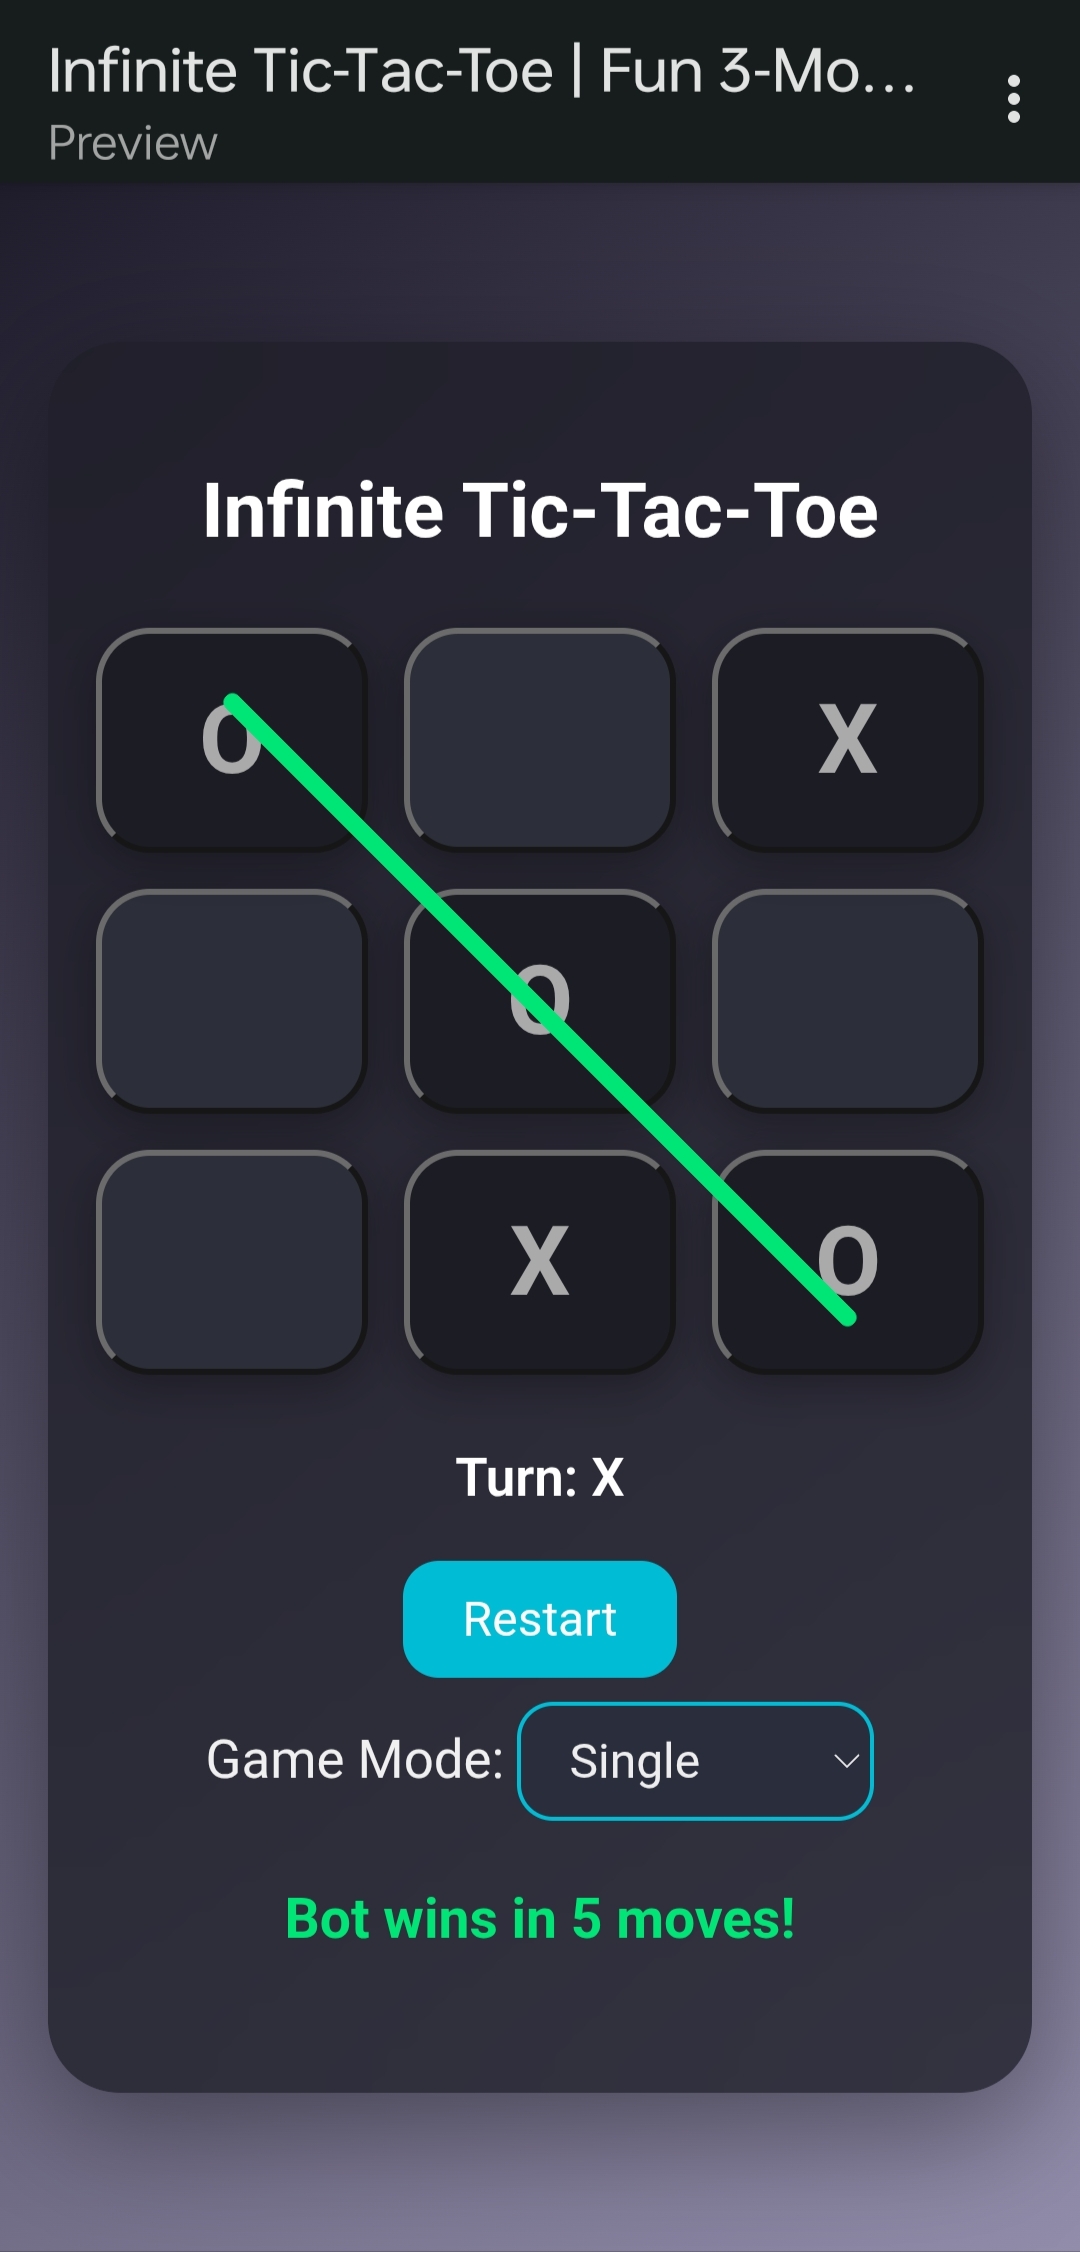 Infinite Tic-Tac-Toe | Fun 3-Mo...
Preview
Infinite Tic-Tac-Toe
O X
O
X O
Turn: X
Restart
Game Mode: Single
Bot wins in 5 moves!